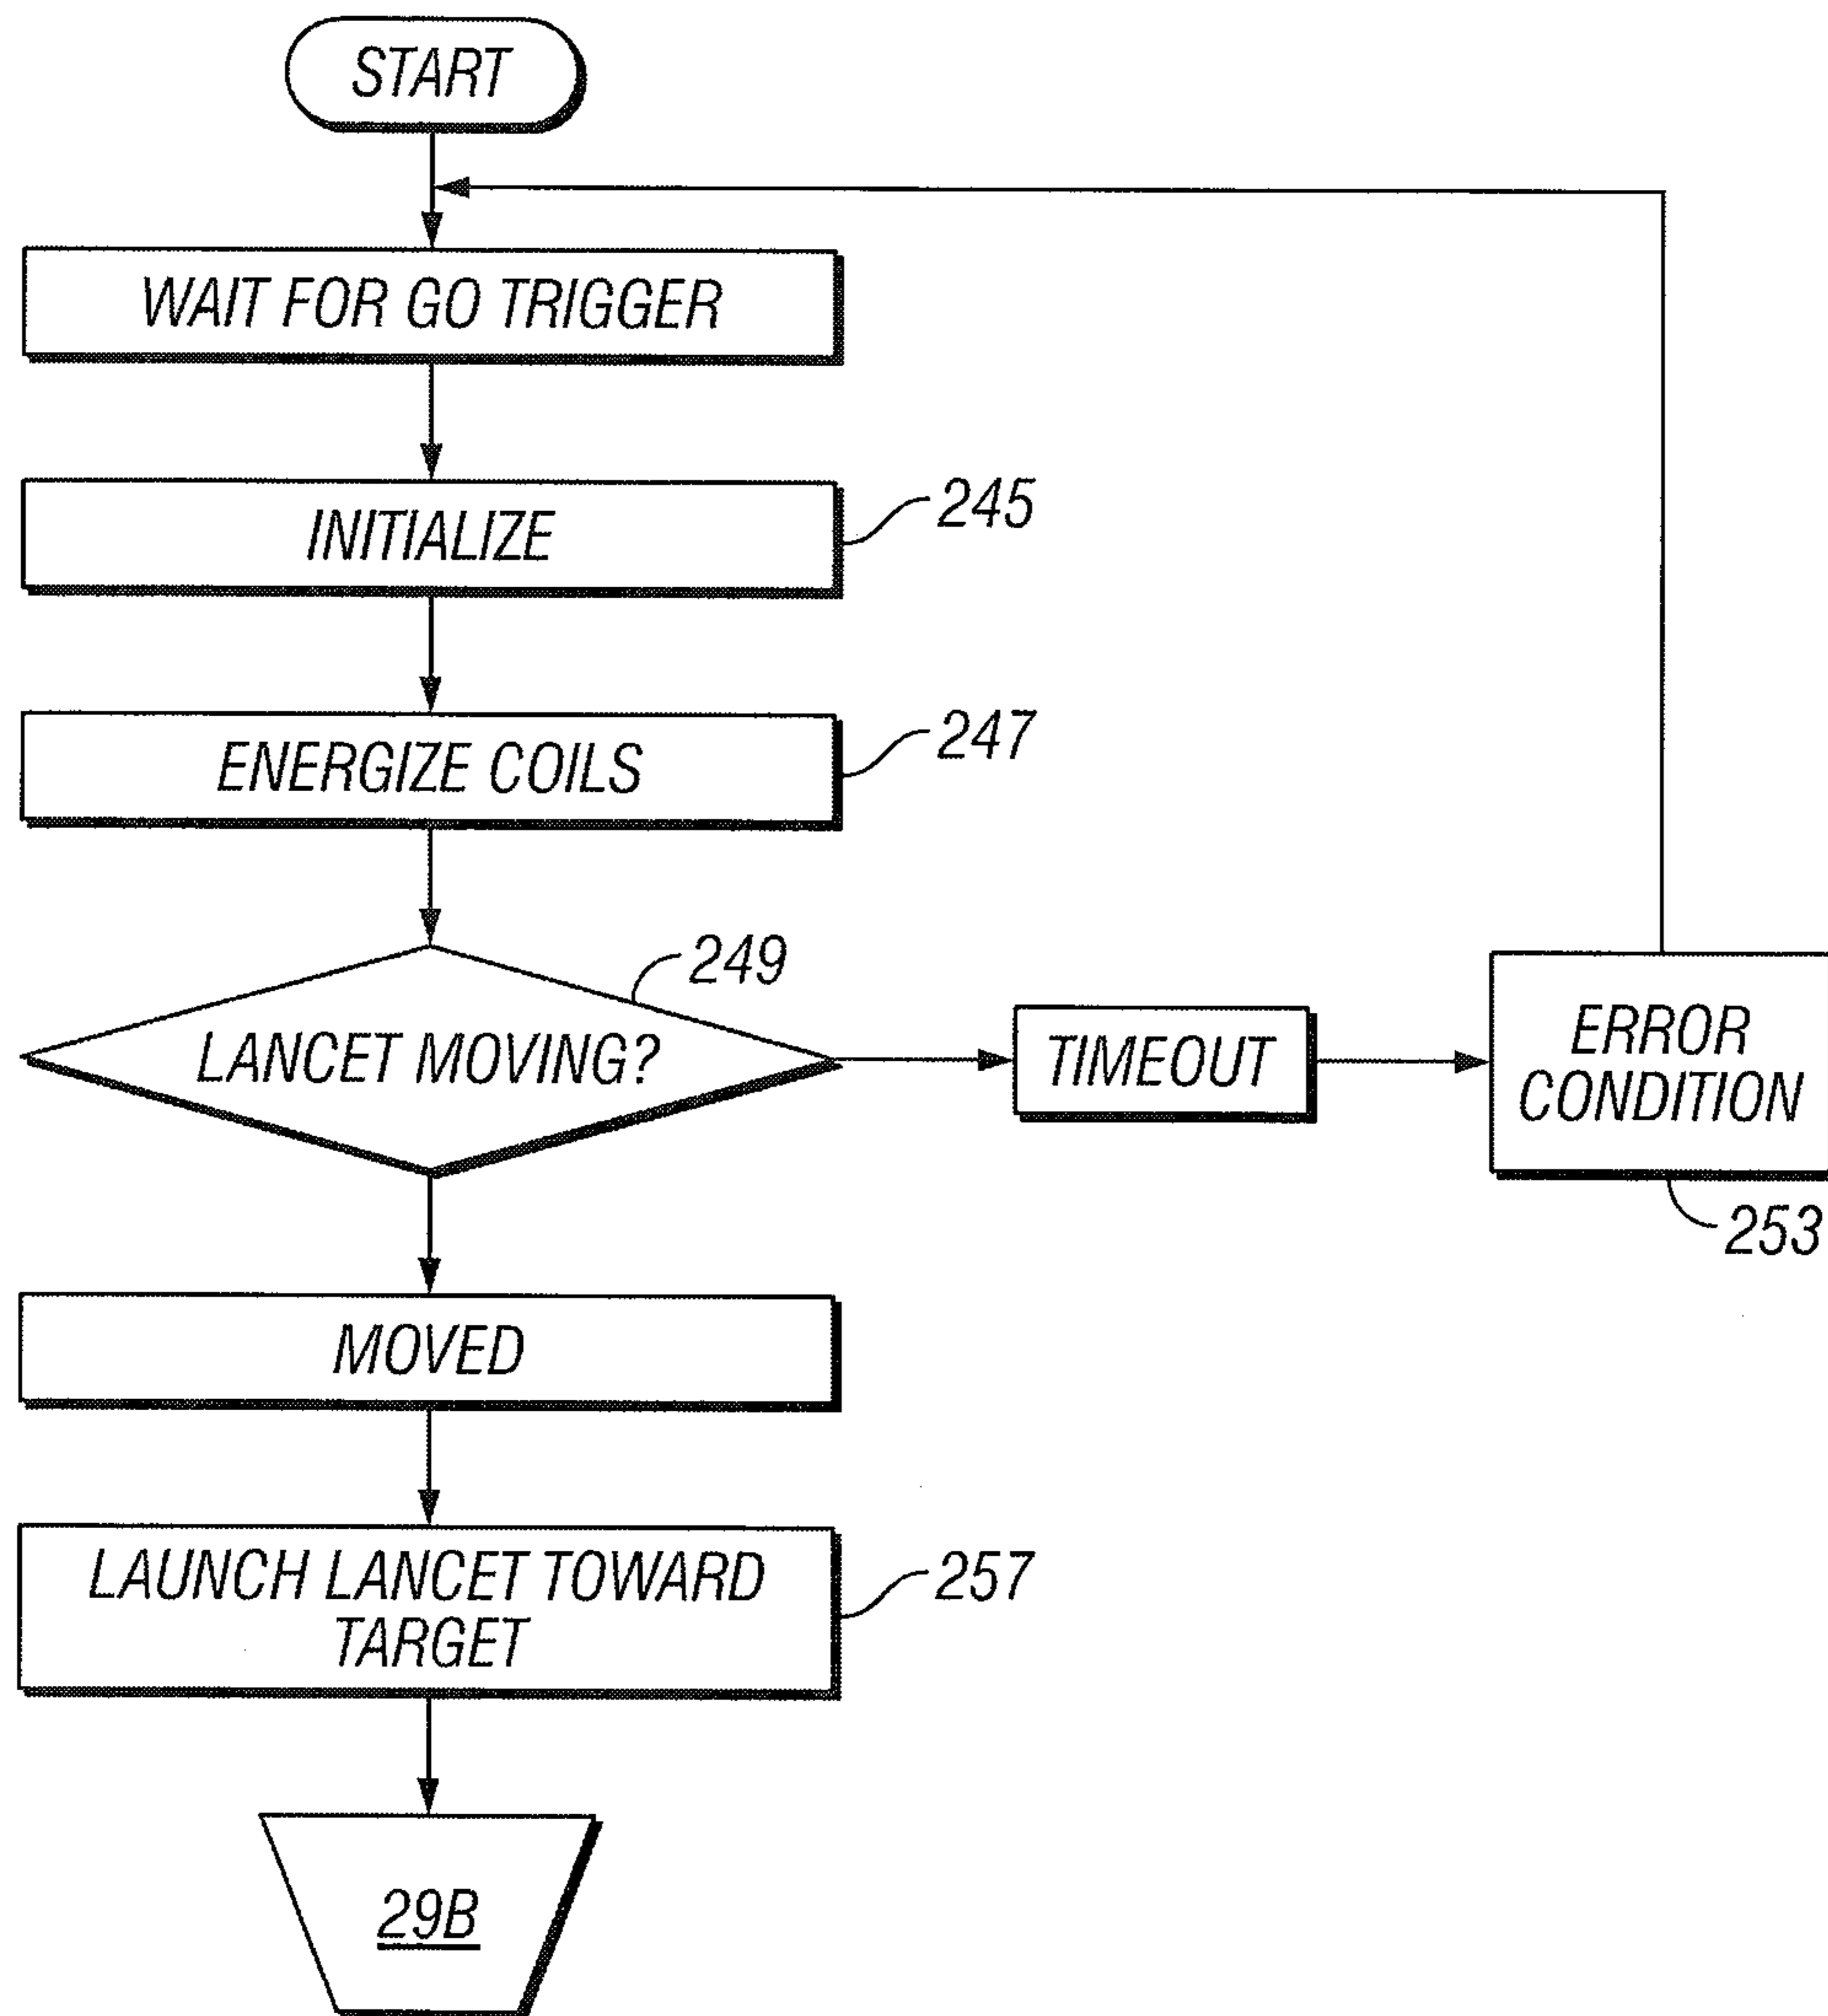 START
WAIT FOR GO TRIGGER
INITIALIZE
245
ENERGIZE COILS
247
249
LANCET MOVING?
TIMEOUT
ERROR
CONDITION
253
MOVED
LAUNCH LANCET TOWARD
TARGET
257
29B